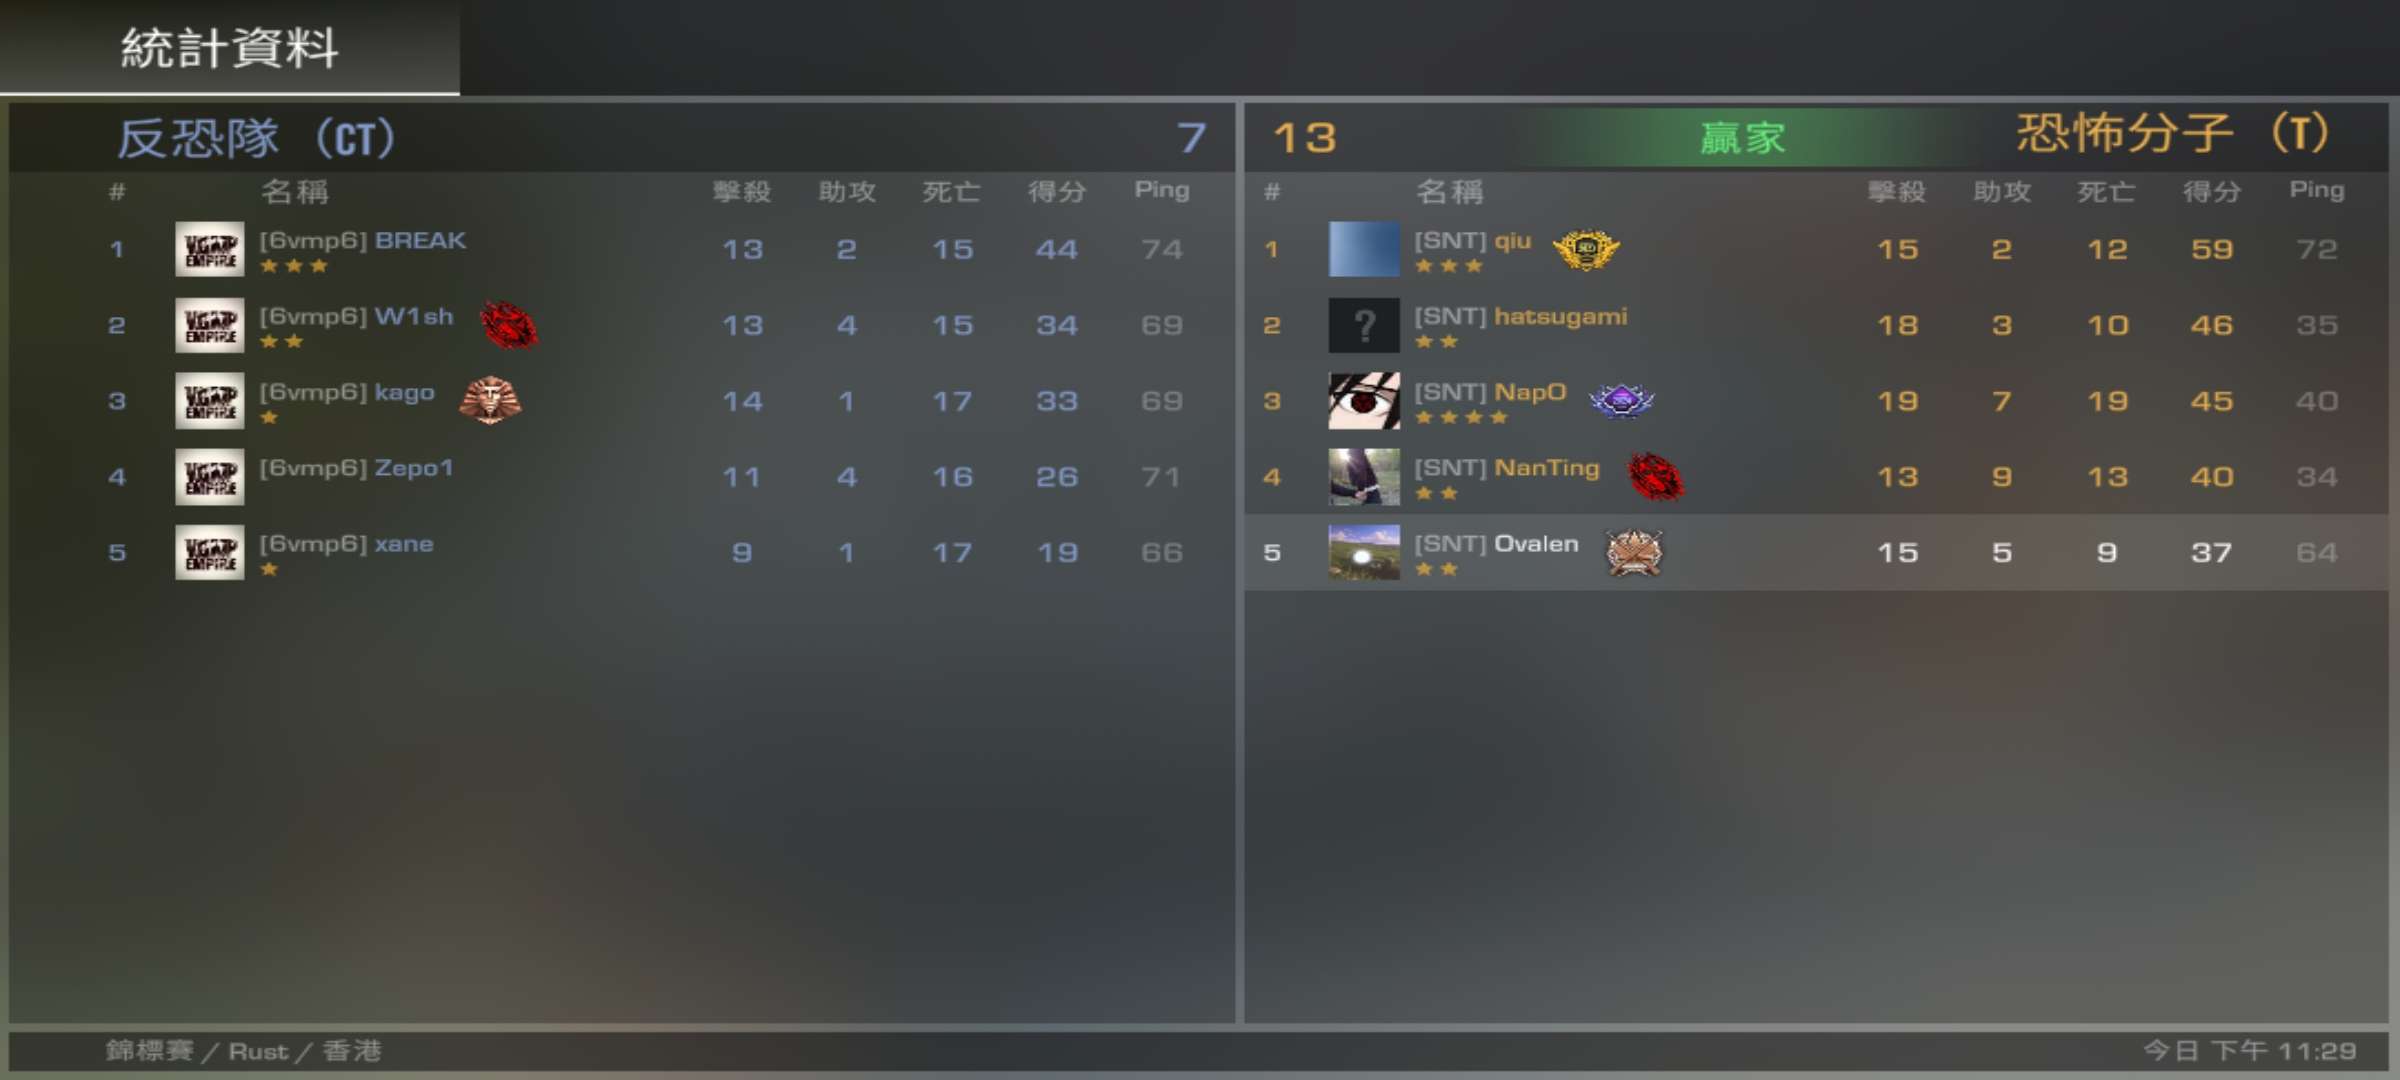 統計資料
反恐隊（CT） 7
# 名稱 擊殺 助攻 死亡 得分 Ping
1 [6vmp6] BREAK 13 2 15 44 74
2 [6vmp6] W1sh 13 4 15 34 69
3 [6vmp6] kago 14 1 17 33 69
4 [6vmp6] Zepo1 11 4 16 26 71
5 [6vmp6] xane 9 1 17 19 66
13 贏家 恐怖分子（T）
# 名稱 擊殺 助攻 死亡 得分 Ping
1 [SNT] qiu 15 2 12 59 72
2 ? [SNT] hatsugami 18 3 10 46 35
3 [SNT] NapO 19 7 19 45 40
4 [SNT] NanTing 13 9 13 40 34
5 [SNT] Ovalen 15 5 9 37 64
錦標賽 / Rust / 香港
今日 下午 11:29